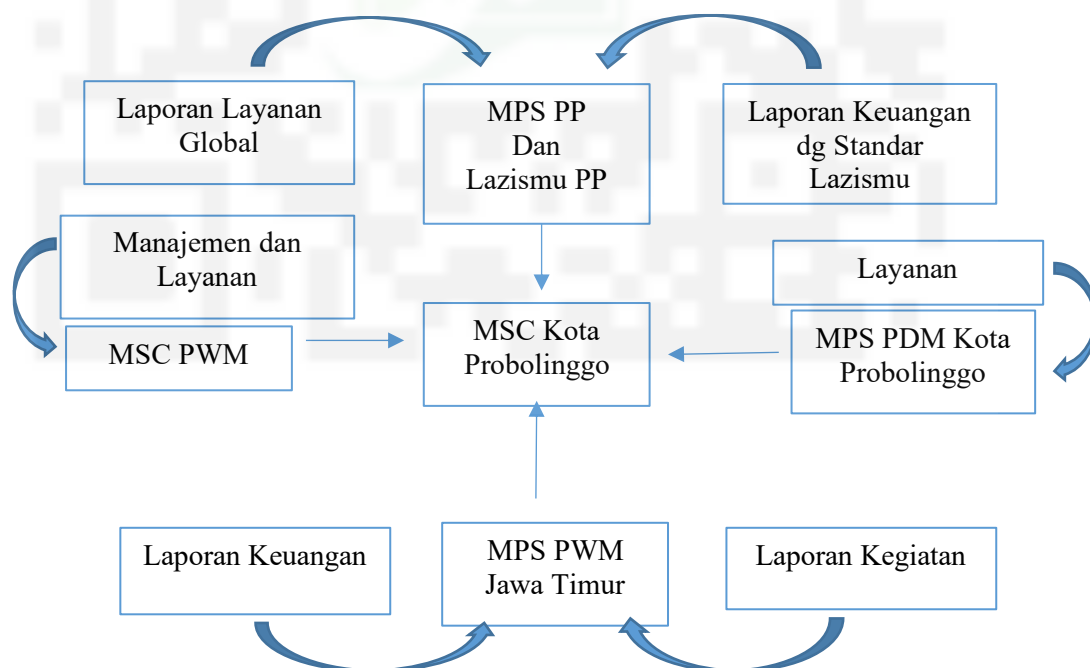 Laporan Layanan
Global
MPS PP
Dan
Lazismu PP
Laporan Keuangan
dg Standar
Lazismu
Manajemen dan
Layanan
Layanan
MSC PWM
MSC Kota
Probolinggo
MPS PDM Kota
Probolinggo
Laporan Keuangan
MPS PWM
Jawa Timur
Laporan Kegiatan